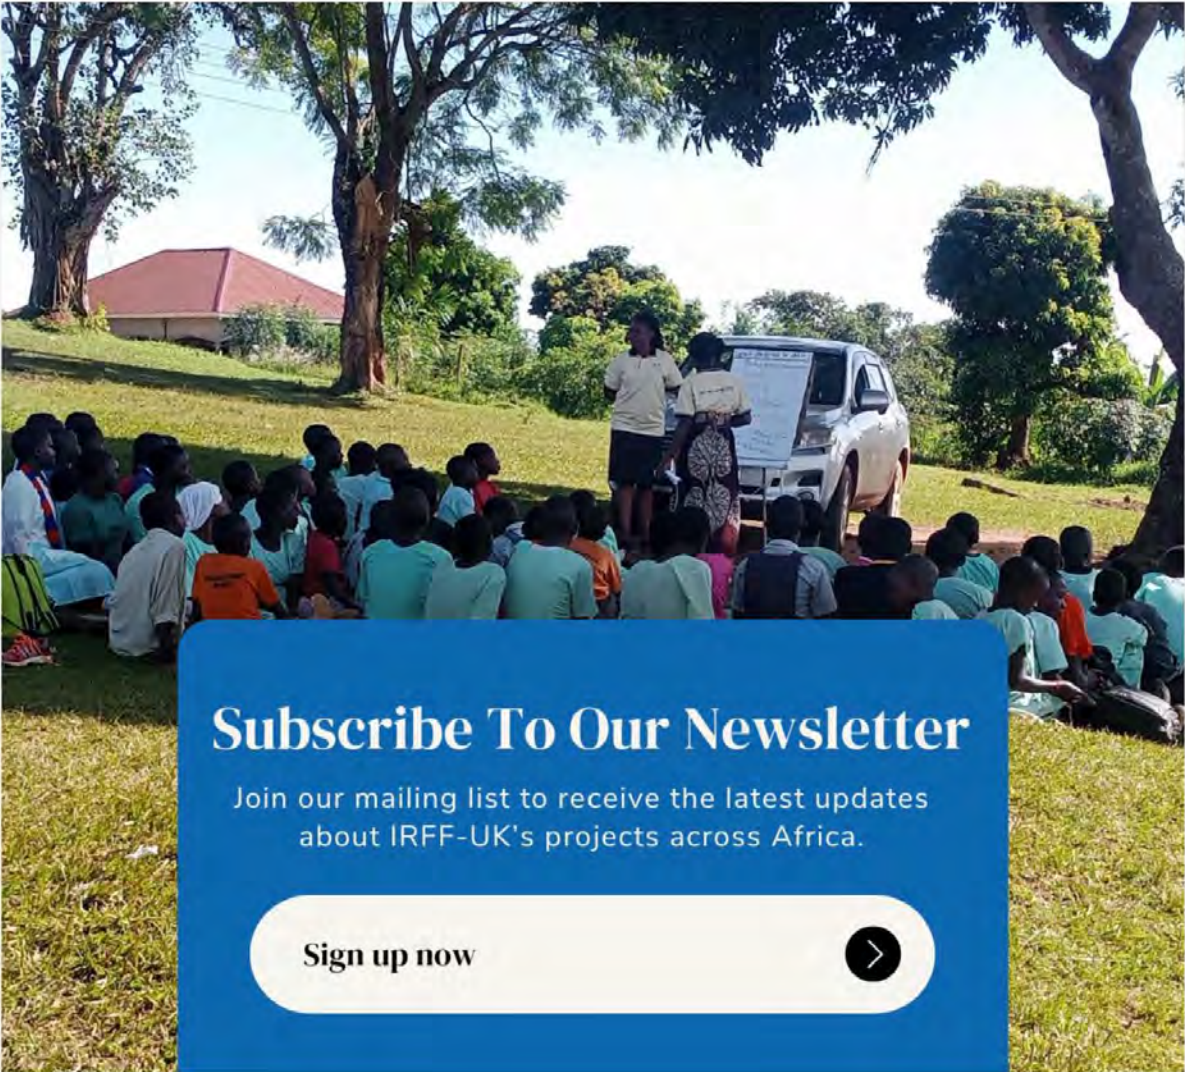 Subscribe To Our Newsletter
Join our mailing list to receive the latest updates
about IRFF-UK's projects across Africa.
Sign up now